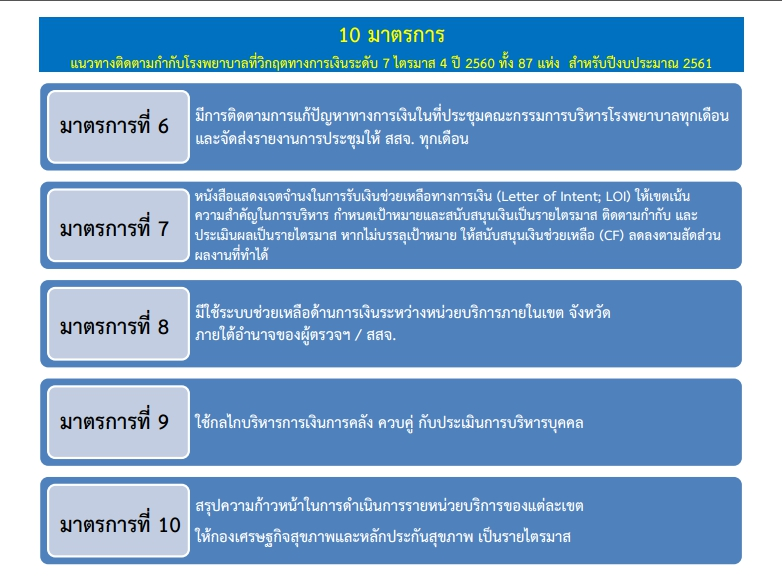 10 มาตรการ
แนวทางติดตามกำกับโรงพยาบาลที่วิกฤตทางการเงินระดับ 7 ไตรมาส 4 ปี 2560 ทั้ง 87 แห่ง สำหรับปีงบประมาณ 2561
มาตรการที่ 6
มีการติดตามการแก้ปัญหาทางการเงินในที่ประชุมคณะกรรมการบริหารโรงพยาบาลทุกเดือน
และจัดส่งรายงานการประชุมให้ สสจ. ทุกเดือน
มาตรการที่ 7
หนังสือแสดงเจตจำนงในการรับเงินช่วยเหลือทางการเงิน (Letter of Intent; LOI) ให้เขตเน้น
ความสำคัญในการบริหาร กำหนดเป้าหมายและสนับสนุนเงินเป็นรายไตรมาส ติดตามกำกับ และ
ประเมินผลเป็นรายไตรมาส หากไม่บรรลุเป้าหมาย ให้สนับสนุนเงินช่วยเหลือ (CF) ลดลงตามสัดส่วน
ผลงานที่ทำได้
มาตรการที่ 8
มีใช้ระบบช่วยเหลือด้านการเงินระหว่างหน่วยบริการภายในเขต จังหวัด
ภายใต้อำนาจของผู้ตรวจฯ / สสจ.
มาตรการที่ 9
ใช้กลไกบริหารการเงินการคลัง ควบคู่ กับประเมินการบริหารบุคคล
มาตรการที่ 10
สรุปความก้าวหน้าในการดำเนินการรายหน่วยบริการของแต่ละเขต
ให้กองเศรษฐกิจสุขภาพและหลักประกันสุขภาพ เป็นรายไตรมาส